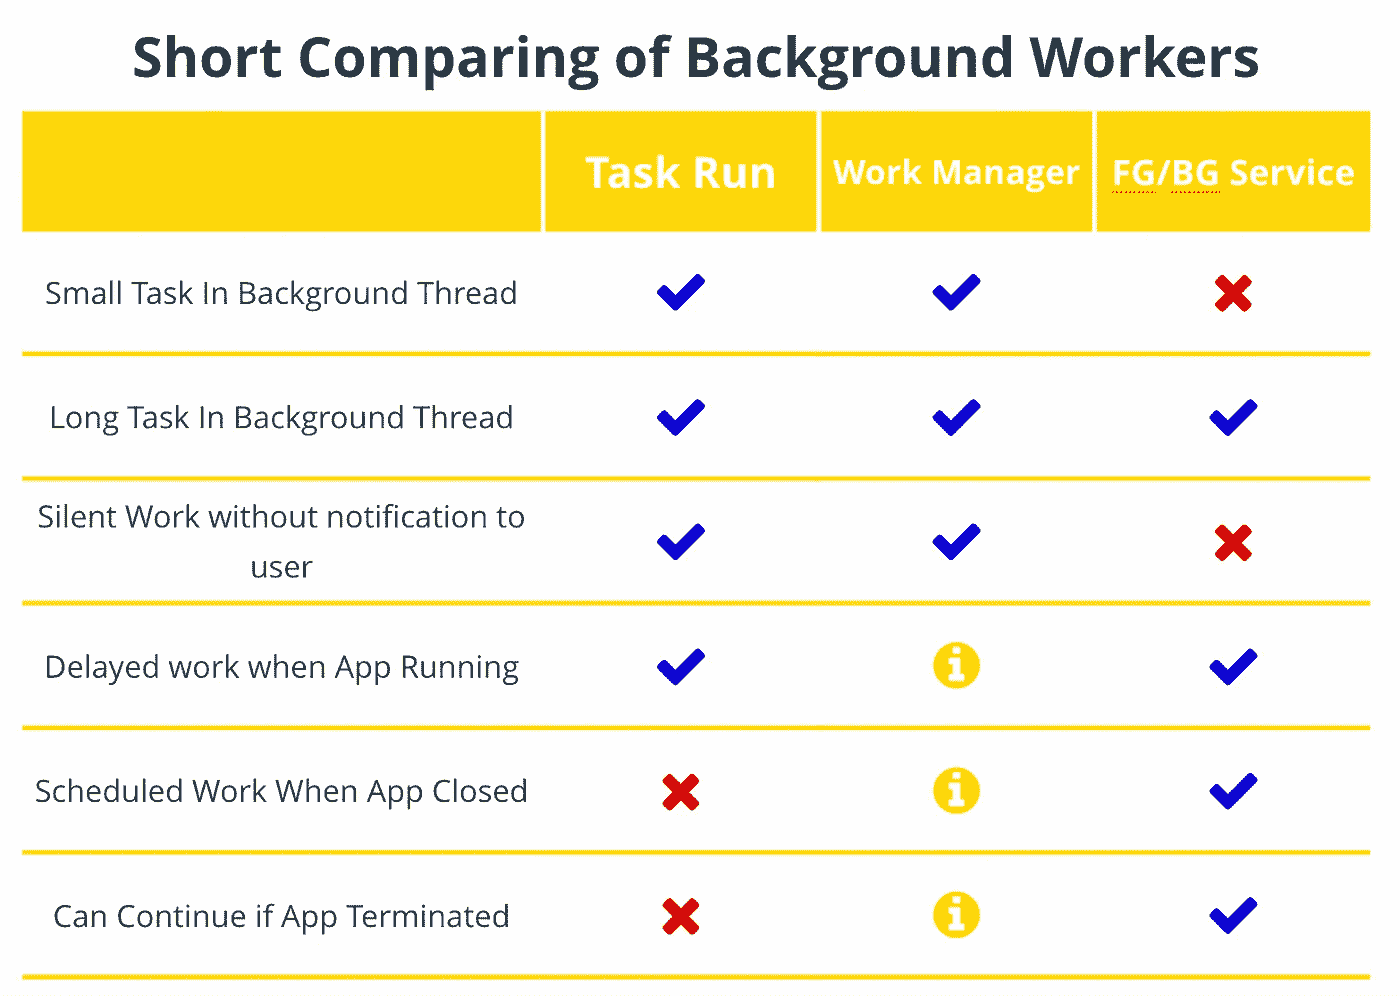 Short Comparing of Background Workers
Task Run
Work Manager
FG/BG Service
Small Task In Background Thread
Long Task In Background Thread
Silent Work without notification to
user
Delayed work when App Running
Scheduled Work When App Closed
Can Continue if App Terminated